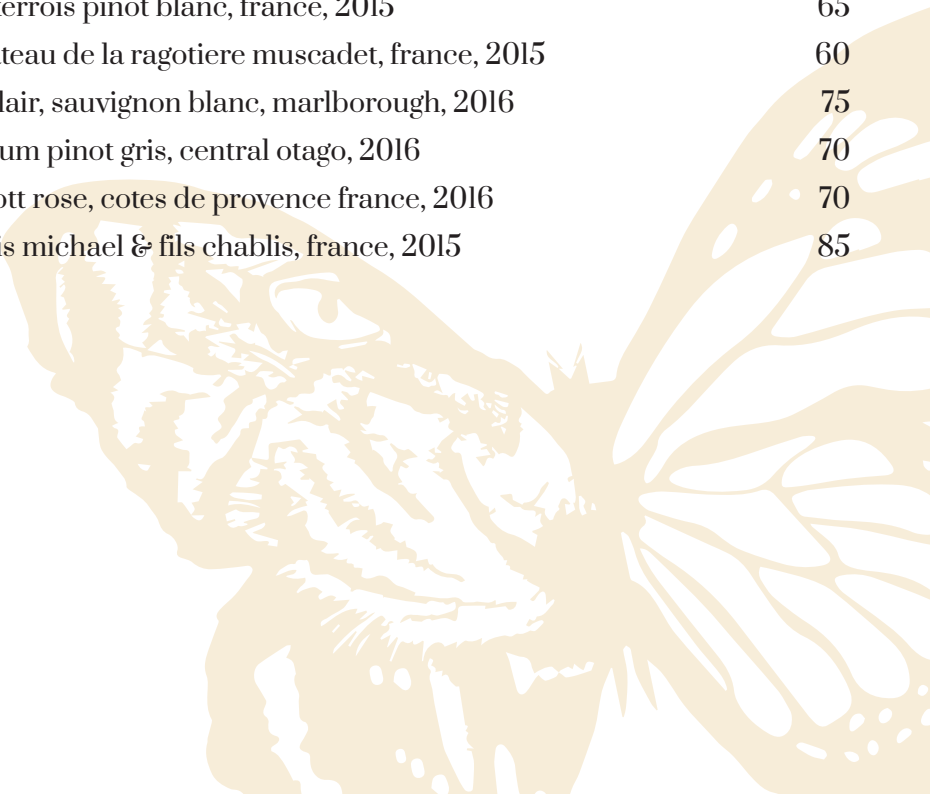 terrois pinot blanc, france, 2015 65
teau de la ragotiere muscadet, france, 2015 60
lair, sauvignon blanc, marlborough, 2016 75
um pinot gris, central otago, 2016 70
ott rose, cotes de provence france, 2016 70
is michael & fils chablis, france, 2015 85